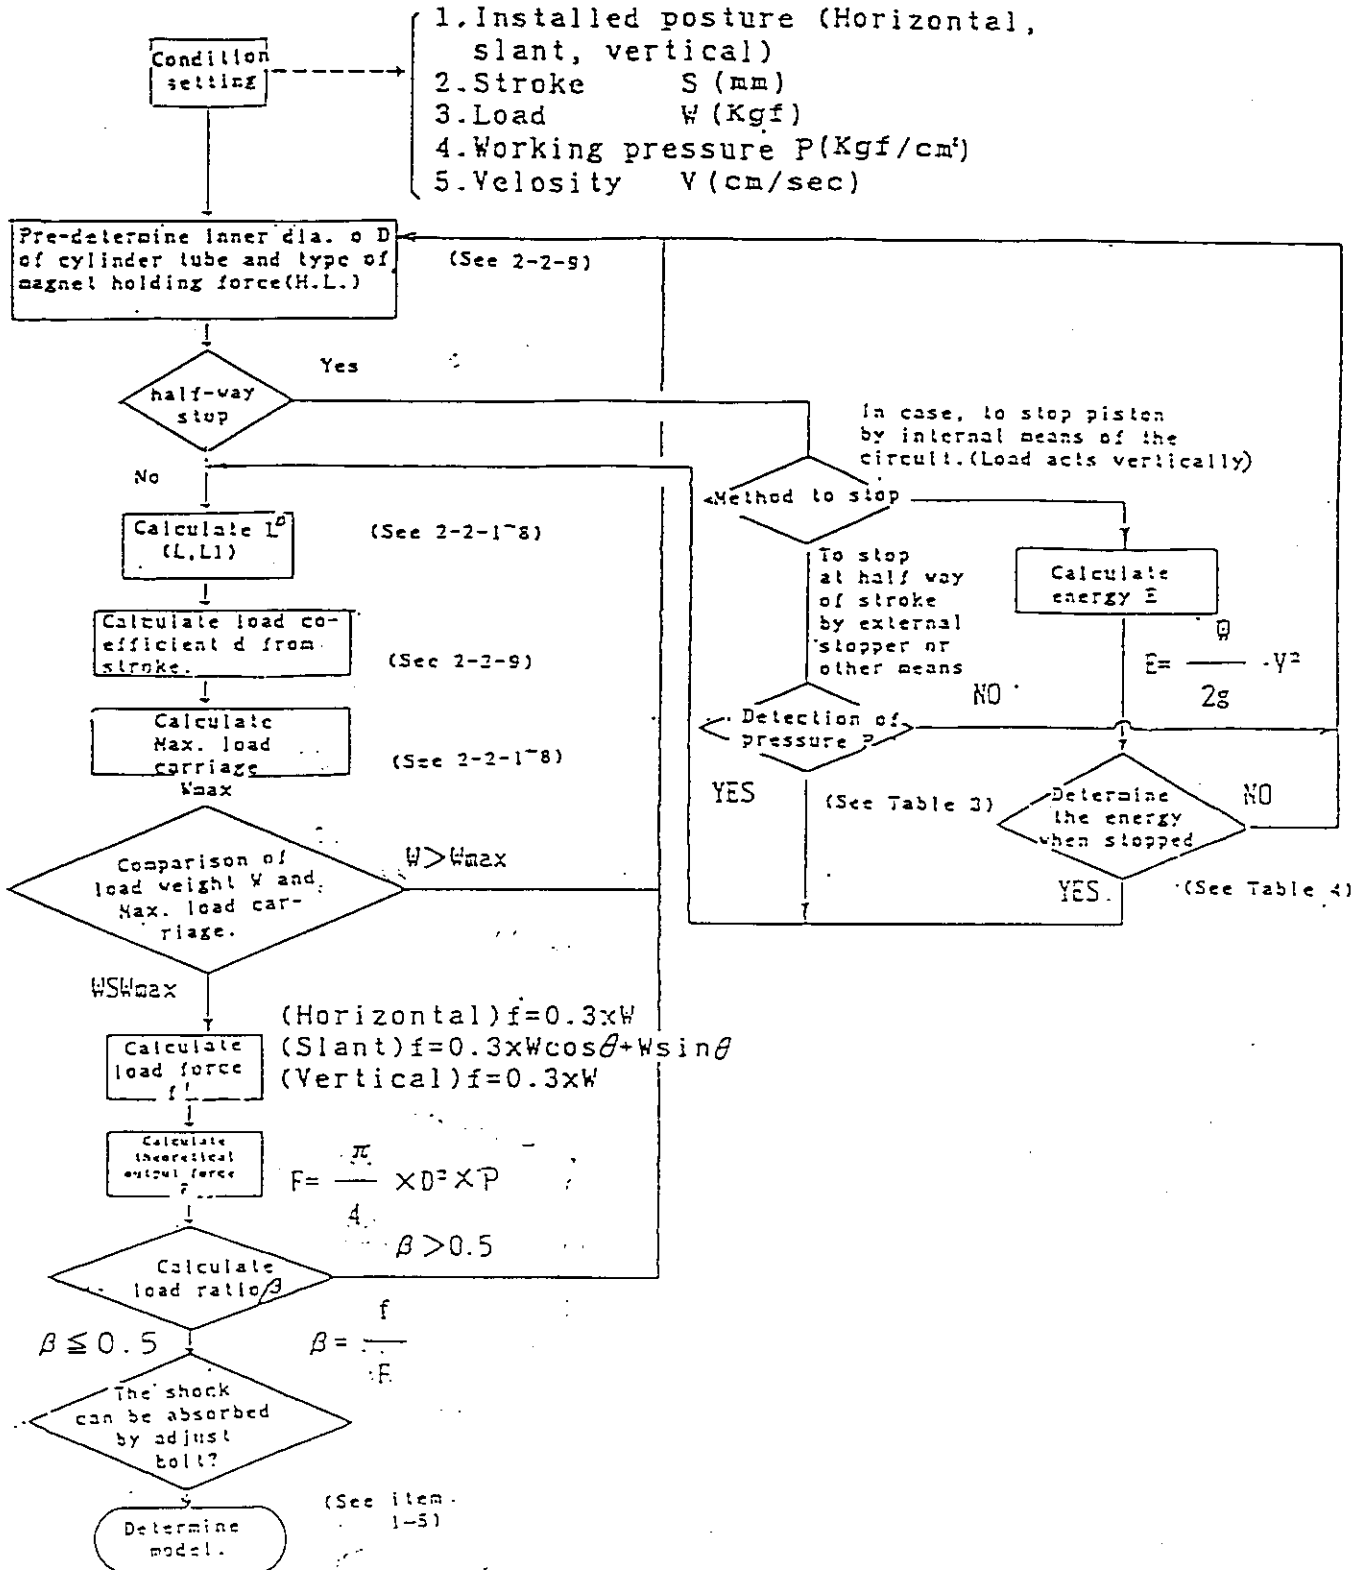 1.Installed posture (Horizontal,
slant, vertical)
2.Stroke S (mm)
3.Load W (Kgf)
4.Working pressure P(Kgf/cm²)
5.Velosity V (cm/sec)
Condition
setting
Pre-determine inner dia. ø D
of cylinder tube and type of
magnet holding force(H.L.)
(See 2-2-9)
half-way
stop
Yes
No
In case, to stop piston
by internal means of the
circuit.(Load acts vertically)
Method to stop
Calculate
(L,L1)
(See 2-2-1~8)
To stop
at half way
of stroke
by external
stopper or
other means
Calculate
energy E
E= W/2g ·V²
Calculate load co-
efficient d from
stroke.
(See 2-2-9)
Calculate
Max. load
carriage
Wmax
(See 2-2-1~8)
Detection of
pressure P
NO
YES
(See Table 3)
Determine
the energy
when stopped
NO
YES.
(See Table 4)
Comparison of
load weight W and
Max. load car-
riage.
W>Wmax
WSWmax
Calculate
load force
f
(Horizontal)f=0.3xW
(Slant)f=0.3xWcosθ+Wsinθ
(Vertical)f=0.3xW
Calculate
theoretical
output force
F
F= π/4 ×D²×P
β>0.5
Calculate
load ratio β
β≦0.5
β= f/F
The shock
can be absorbed
by adjust
bolt?
(See item.
1-5)
Determine
model.